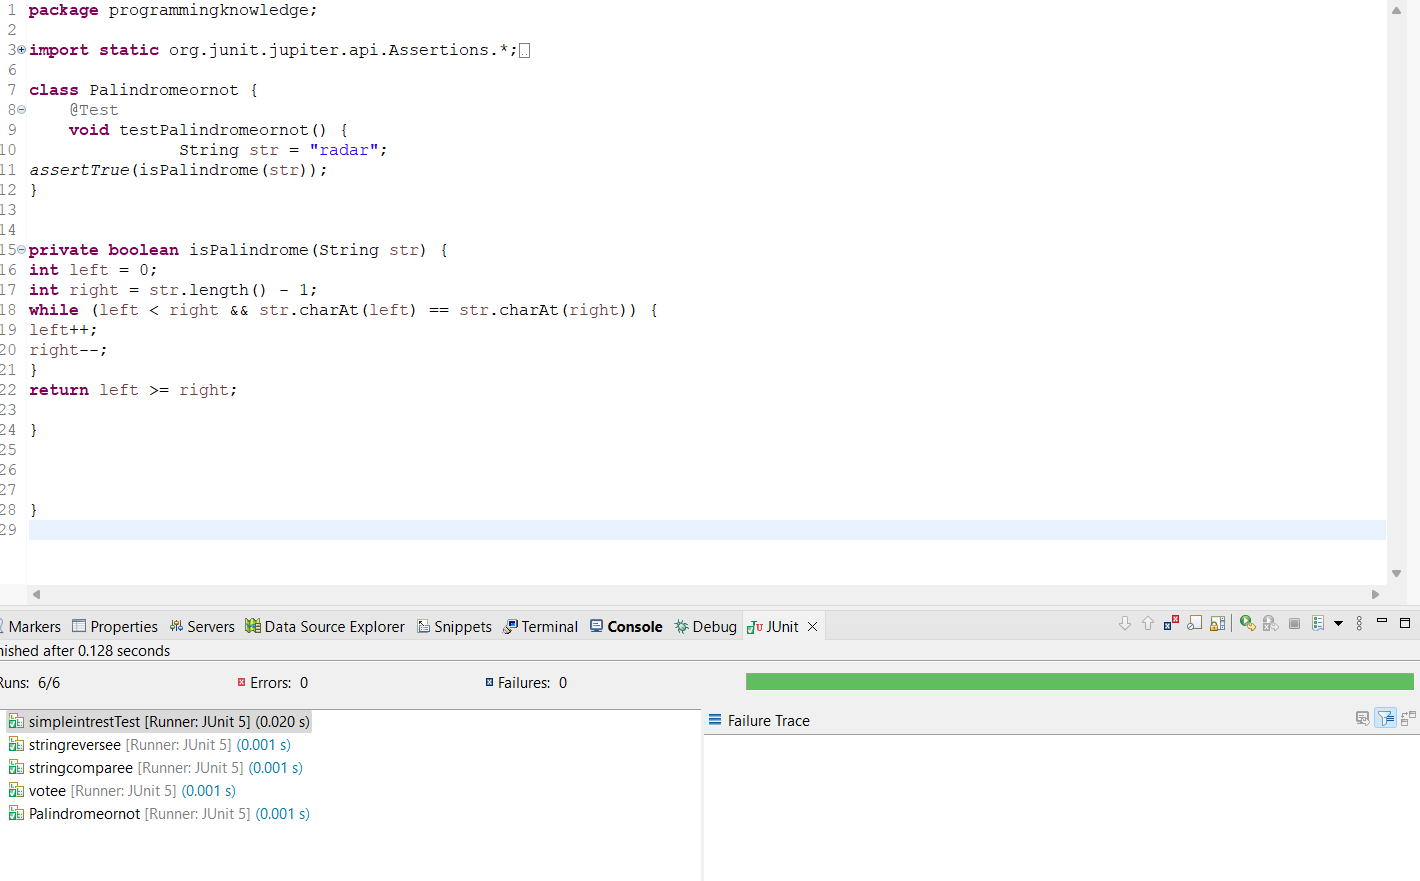 1 package programmingknowledge;
2
3 import static org.junit.jupiter.api.Assertions.*;
6
7 class Palindromeornot {
8 @Test
9 void testPalindromeornot() {
10 String str = "radar";
11 assertTrue(isPalindrome(str));
12 }
13
14
15 private boolean isPalindrome(String str) {
16 int left = 0;
17 int right = str.length() - 1;
18 while (left < right && str.charAt(left) == str.charAt(right)) {
19 left++;
20 right--;
21 }
22 return left >= right;
23
24 }
25
26
27
28 }
29
Markers Properties Servers Data Source Explorer Snippets Terminal Console Debug JUnit
nished after 0.128 seconds
Runs: 6/6 Errors: 0 Failures: 0
simpleintrestTest [Runner: JUnit 5] (0.020 s)
Failure Trace
stringreversee [Runner: JUnit 5] (0.001 s)
stringcomparee [Runner: JUnit 5] (0.001 s)
votee [Runner: JUnit 5] (0.001 s)
Palindromeornot [Runner: JUnit 5] (0.001 s)